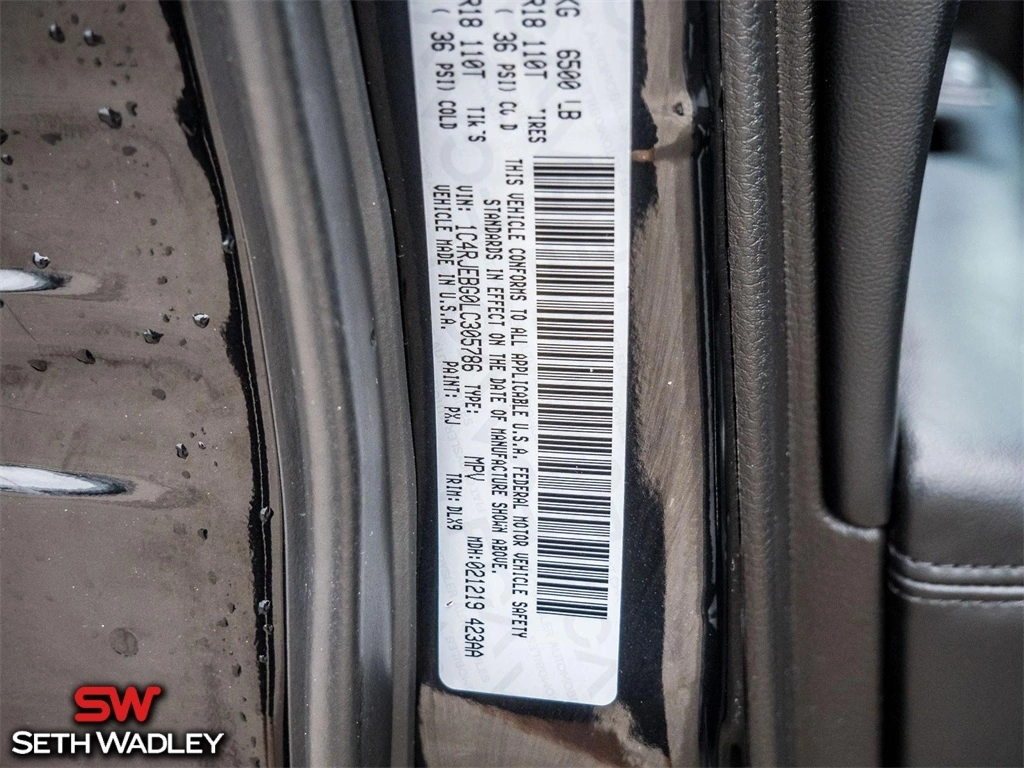 KG 6500 LB
R18 110T TIRES
( 36 PSI) COLD
R18 110T
( 36 PSI) COLD
THIS VEHICLE CONFORMS TO ALL APPLICABLE U.S.A. FEDERAL MOTOR VEHICLE SAFETY
STANDARDS IN EFFECT ON THE DATE OF MANUFACTURE SHOWN ABOVE.
VIN: 1C4RJEBG0LC305786 TYPE: MPV MDH:021219 423AA
VEHICLE MADE IN U.S.A. PAINT: PXJ TRIM: DLX9
SW
SETH WADLEY